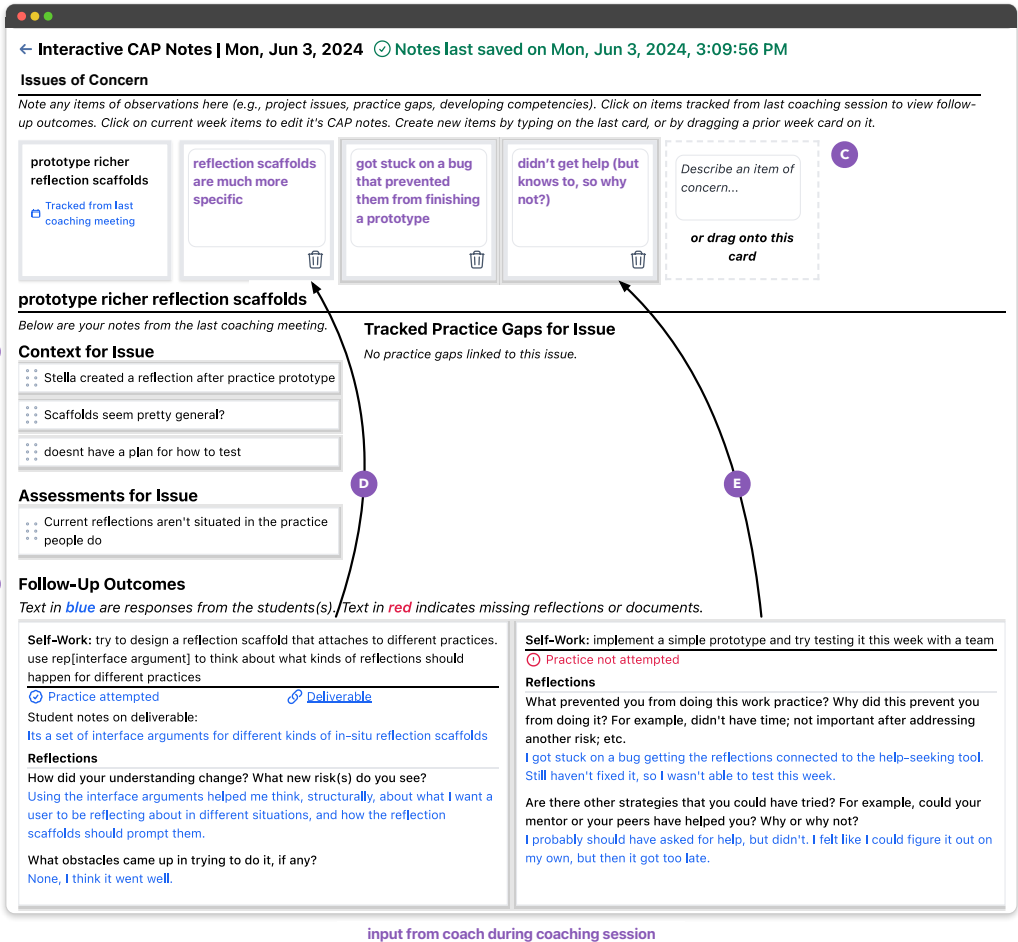 ← Interactive CAP Notes | Mon, Jun 3, 2024 Notes last saved on Mon, Jun 3, 2024, 3:09:56 PM
Issues of Concern
Note any items of observations here (e.g., project issues, practice gaps, developing competencies). Click on items tracked from last coaching session to view follow-
up outcomes. Click on current week items to edit it's CAP notes. Create new items by typing on the last card, or by dragging a prior week card on it.
prototype richer
reflection scaffolds
Tracked from last
coaching meeting
reflection scaffolds
are much more
specific
got stuck on a bug
that prevented
them from finishing
a prototype
didn't get help (but
knows to, so why
not?)
Describe an item of
concern...
or drag onto this
card
C
prototype richer reflection scaffolds
Below are your notes from the last coaching meeting.
Context for Issue
Stella created a reflection after practice prototype
Scaffolds seem pretty general?
doesnt have a plan for how to test
Assessments for Issue
Current reflections aren't situated in the practice
people do
Tracked Practice Gaps for Issue
No practice gaps linked to this issue.
D
E
Follow-Up Outcomes
Text in blue are responses from the students(s). Text in red indicates missing reflections or documents.
Self-Work: try to design a reflection scaffold that attaches to different practices.
use rep[interface argument] to think about what kinds of reflections should
happen for different practices
Practice attempted Deliverable
Student notes on deliverable:
Its a set of interface arguments for different kinds of in-situ reflection scaffolds
Reflections
How did your understanding change? What new risk(s) do you see?
Using the interface arguments helped me think, structurally, about what I want a
user to be reflecting about in different situations, and how the reflection
scaffolds should prompt them.
What obstacles came up in trying to do it, if any?
None, I think it went well.
Self-Work: implement a simple prototype and try testing it this week with a team
Practice not attempted
Reflections
What prevented you from doing this work practice? Why did this prevent you
from doing it? For example, didn't have time; not important after addressing
another risk; etc.
I got stuck on a bug getting the reflections connected to the help-seeking tool.
Still haven't fixed it, so I wasn't able to test this week.
Are there other strategies that you could have tried? For example, could your
mentor or your peers have helped you? Why or why not?
I probably should have asked for help, but didn't. I felt like I could figure it out on
my own, but then it got too late.
input from coach during coaching session